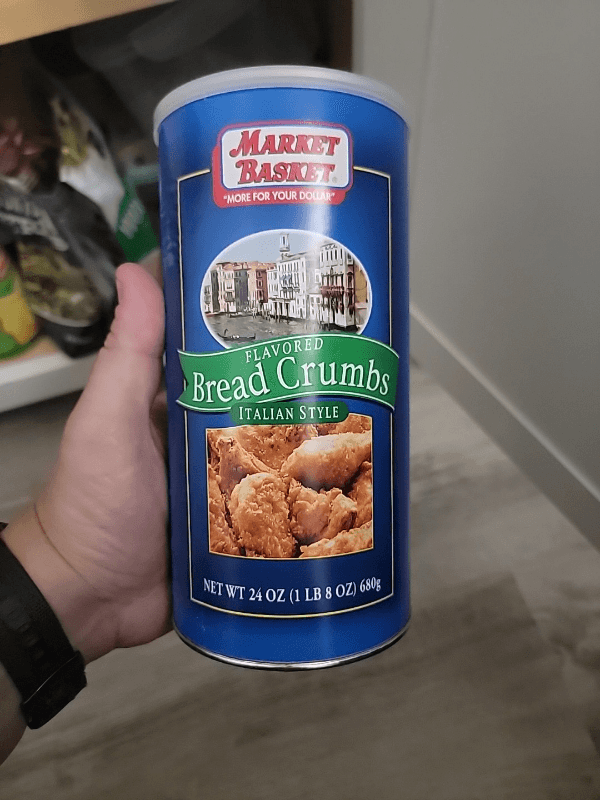 MARKET
BASKET®
"MORE FOR YOUR DOLLAR"
FLAVORED
Bread Crumbs
ITALIAN STYLE
NET WT 24 OZ (1 LB 8 OZ) 680g